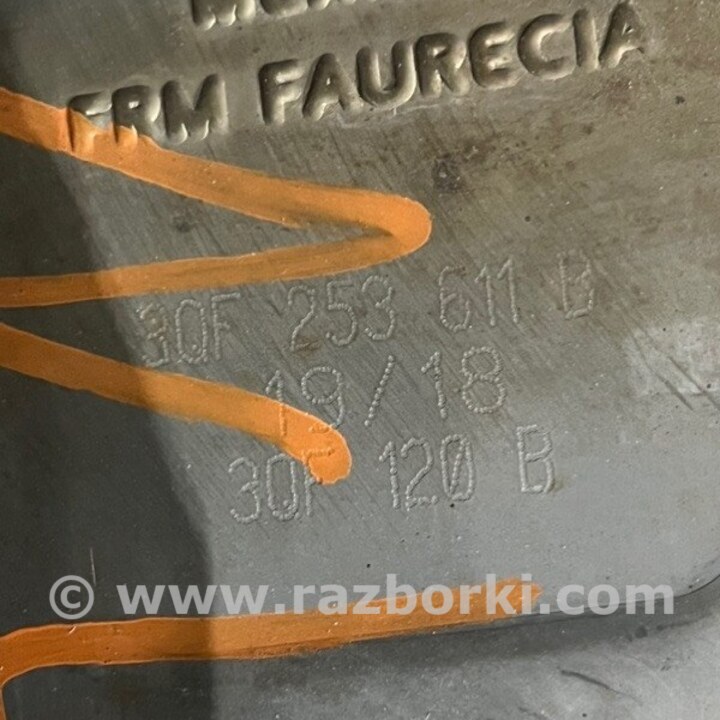 FRM FAURECIA
3QF 253 611 B
19/18
3QF 120 B
© www.razborki.com